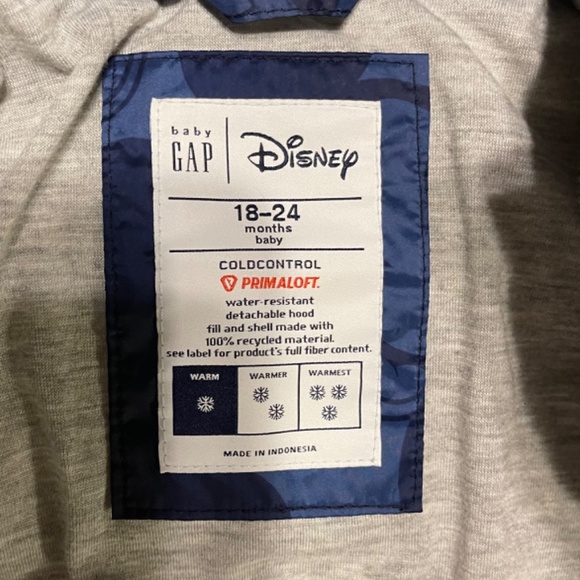 baby
GAP
Disney
18–24
months
baby
COLDCONTROL
PRIMALOFT.
water-resistant
detachable hood
fill and shell made with
100% recycled material.
see label for product's full fiber content.
WARM WARMER WARMEST
MADE IN INDONESIA